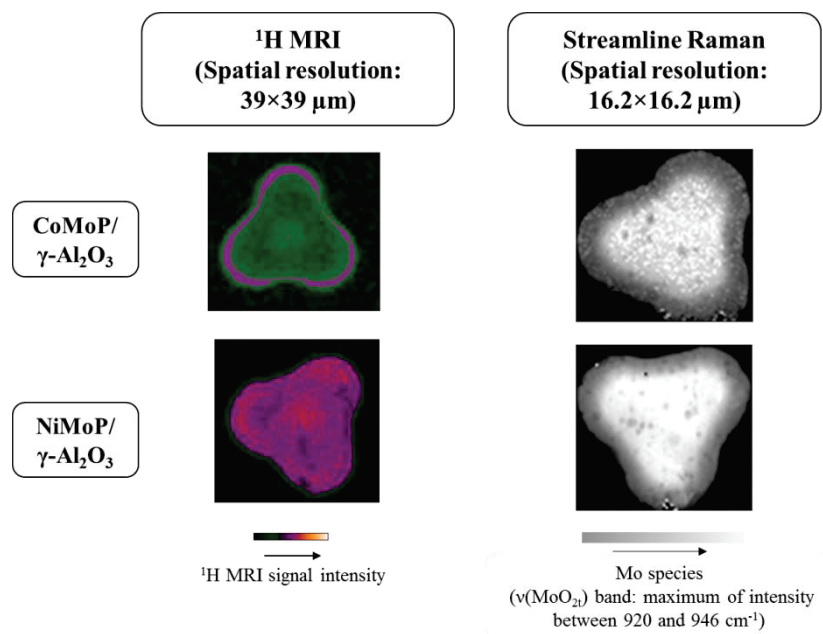 ¹H MRI
(Spatial resolution:
39×39 µm)
Streamline Raman
(Spatial resolution:
16.2×16.2 µm)
CoMoP/
γ-Al₂O₃
NiMoP/
γ-Al₂O₃
¹H MRI signal intensity
Mo species
(ν(MoO₂ₜ) band: maximum of intensity
between 920 and 946 cm⁻¹)